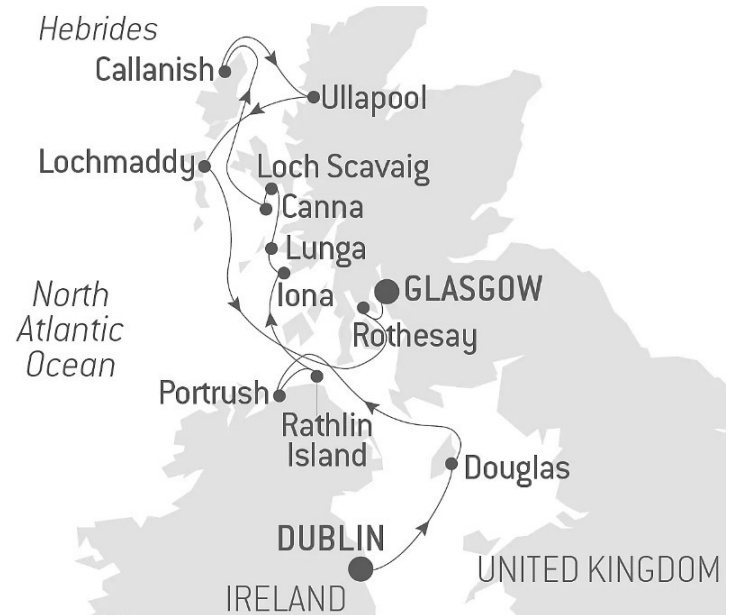 Hebrides
Callanish
Ullapool
Lochmaddy
Loch Scavaig
Canna
Lunga
Iona
GLASGOW
North
Atlantic
Ocean
Rothesay
Portrush
Rathlin
Island
Douglas
DUBLIN
UNITED KINGDOM
IRELAND